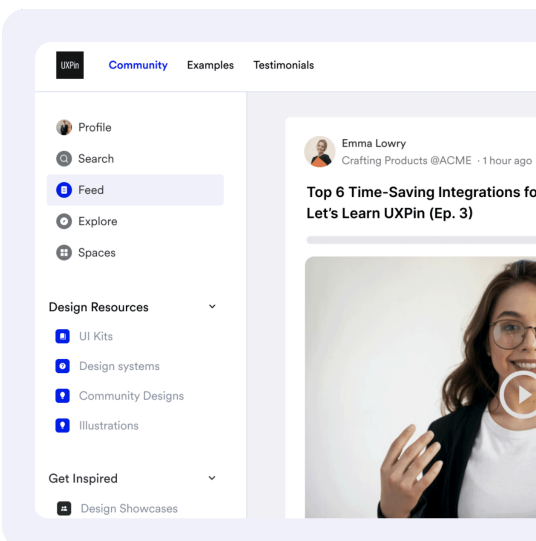 UXPin
Community
Examples
Testimonials
Profile
Search
Feed
Explore
Spaces
Design Resources
UI Kits
Design systems
Community Designs
Illustrations
Get Inspired
Design Showcases
Emma Lowry
Crafting Products @ACME · 1 hour ago
Top 6 Time-Saving Integrations fo
Let's Learn UXPin (Ep. 3)